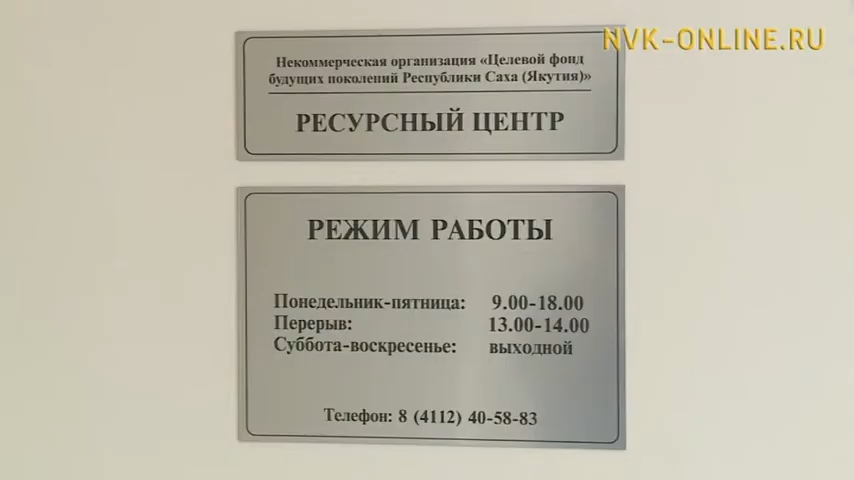 NVK-ONLINE.RU
Некоммерческая организация «Целевой фонд
будущих поколений Республики Саха (Якутия)»
РЕСУРСНЫЙ ЦЕНТР
РЕЖИМ РАБОТЫ
Понедельник-пятница: 9.00-18.00
Перерыв: 13.00-14.00
Суббота-воскресенье: выходной
Телефон: 8 (4112) 40-58-83